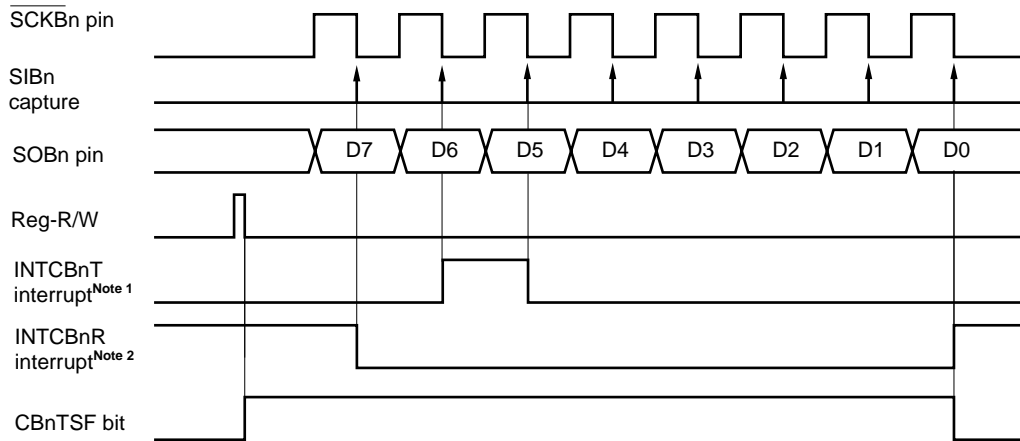 SCKBn pin
SIBn
capture
SOBn pin
D7 D6 D5 D4 D3 D2 D1 D0
Reg-R/W
INTCBnT
interruptNote 1
INTCBnR
interruptNote 2
CBnTSF bit